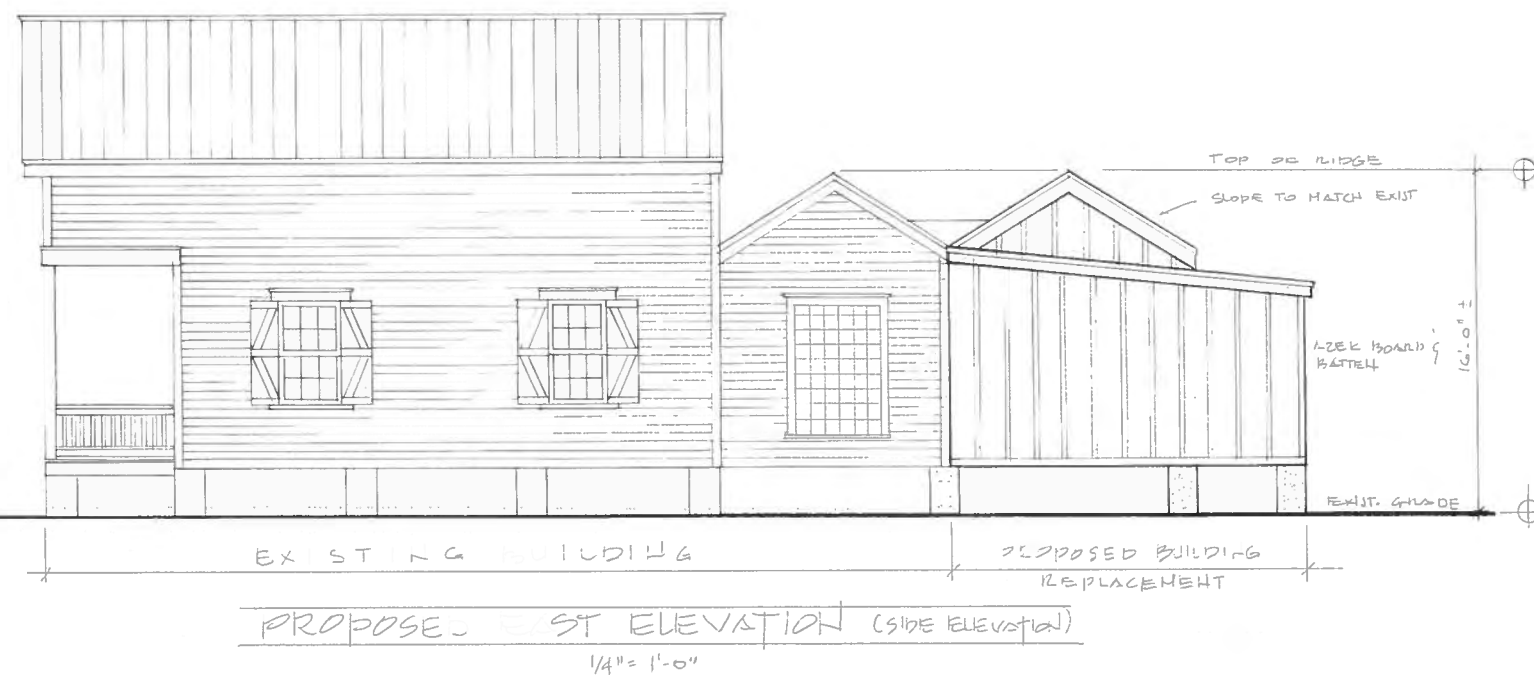 TOP OF RIDGE
SLOPE TO MATCH EXIST
16'-0" ±
AZEK BOARD &
BATTEN
EXIST. GRADE
EXISTING BUILDING
PROPOSED BUILDING
REPLACEMENT
PROPOSED EAST ELEVATION (SIDE ELEVATION)
1/4" = 1'-0"